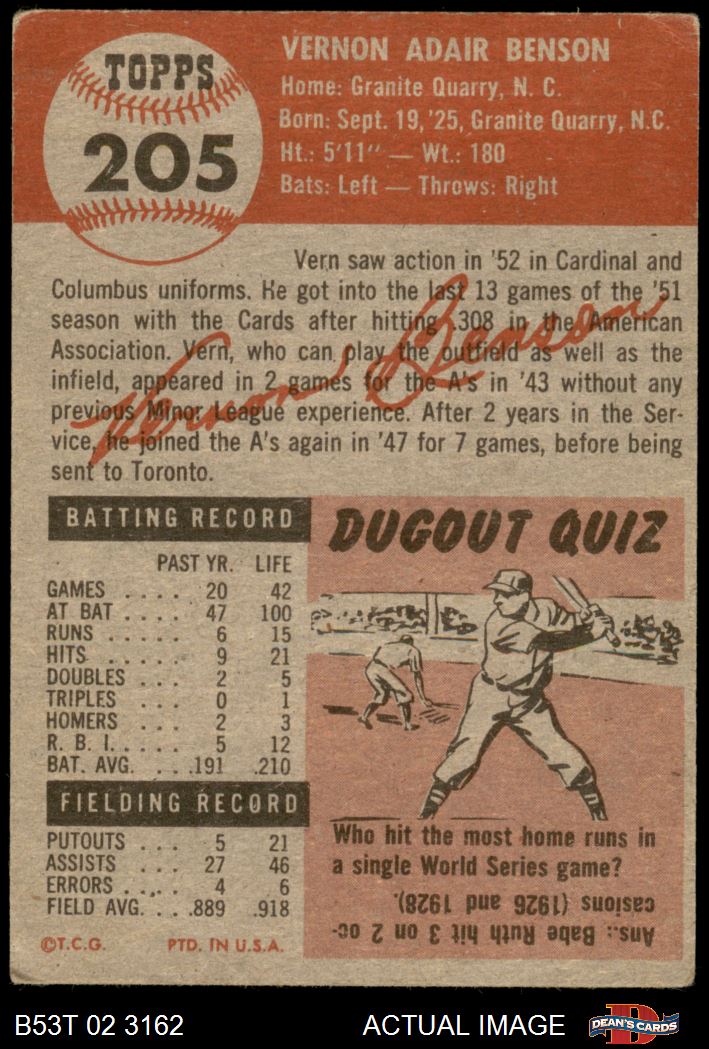 TOPPS
205
VERNON ADAIR BENSON
Home: Granite Quarry, N. C.
Born: Sept. 19, '25, Granite Quarry, N.C.
Ht.: 5'11" — Wt.: 180
Bats: Left — Throws: Right
Vern saw action in '52 in Cardinal and
Columbus uniforms. He got into the last 13 games of the '51
season with the Cards after hitting .308 in the American
Association. Vern, who can play the outfield as well as the
infield, appeared in 2 games for the A's in '43 without any
previous Minor League experience. After 2 years in the Ser-
vice, he joined the A's again in '47 for 7 games, before being
sent to Toronto.
Vernon Benson
BATTING RECORD
PAST YR. LIFE
GAMES . . . . 20 42
AT BAT . . . . 47 100
RUNS . . . . . 6 15
HITS . . . . . 9 21
DOUBLES . . . 2 5
TRIPLES . . . 0 1
HOMERS . . . 2 3
R. B. I. . . . . 5 12
BAT. AVG. . . .191 .210
FIELDING RECORD
PUTOUTS . . . 5 21
ASSISTS . . . 27 46
ERRORS . . . . 4 6
FIELD AVG. . . .889 .918
©T.C.G. PTD. IN U.S.A.
DUGOUT QUIZ
Who hit the most home runs in
a single World Series game?
Ans.: Babe Ruth hit 3 on 2 oc-
casions (1926 and 1928).
B53T 02 3162 ACTUAL IMAGE
D
DEAN'S CARDS